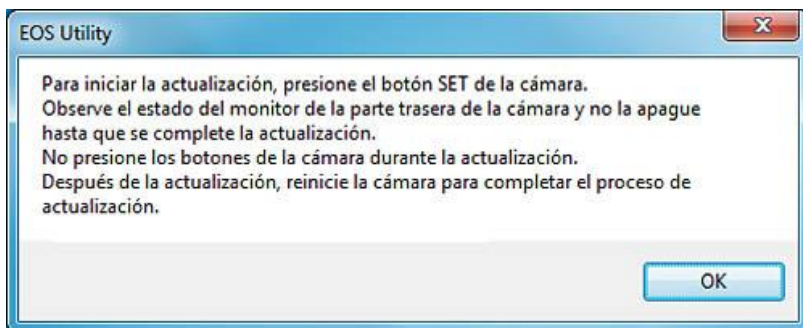 EOS Utility
Para iniciar la actualización, presione el botón SET de la cámara.
Observe el estado del monitor de la parte trasera de la cámara y no la apague
hasta que se complete la actualización.
No presione los botones de la cámara durante la actualización.
Después de la actualización, reinicie la cámara para completar el proceso de
actualización.
OK